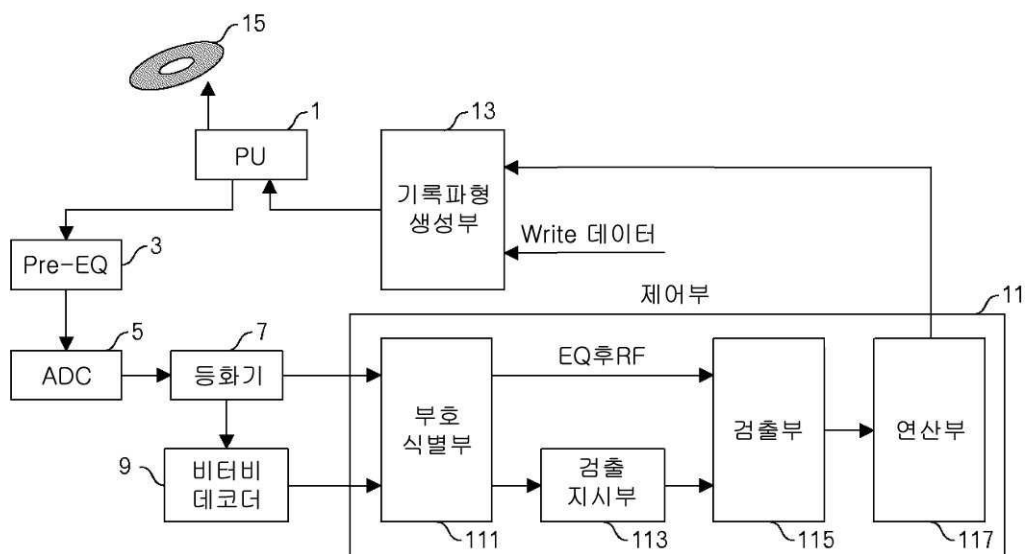 15
1
PU
13
기록파형
생성부
Write 데이터
3
Pre-EQ
제어부
11
5
ADC
7
등화기
EQ후RF
부호
식별부
검출부
연산부
9
비터비
데코더
검출
지시부
111
113
115
117